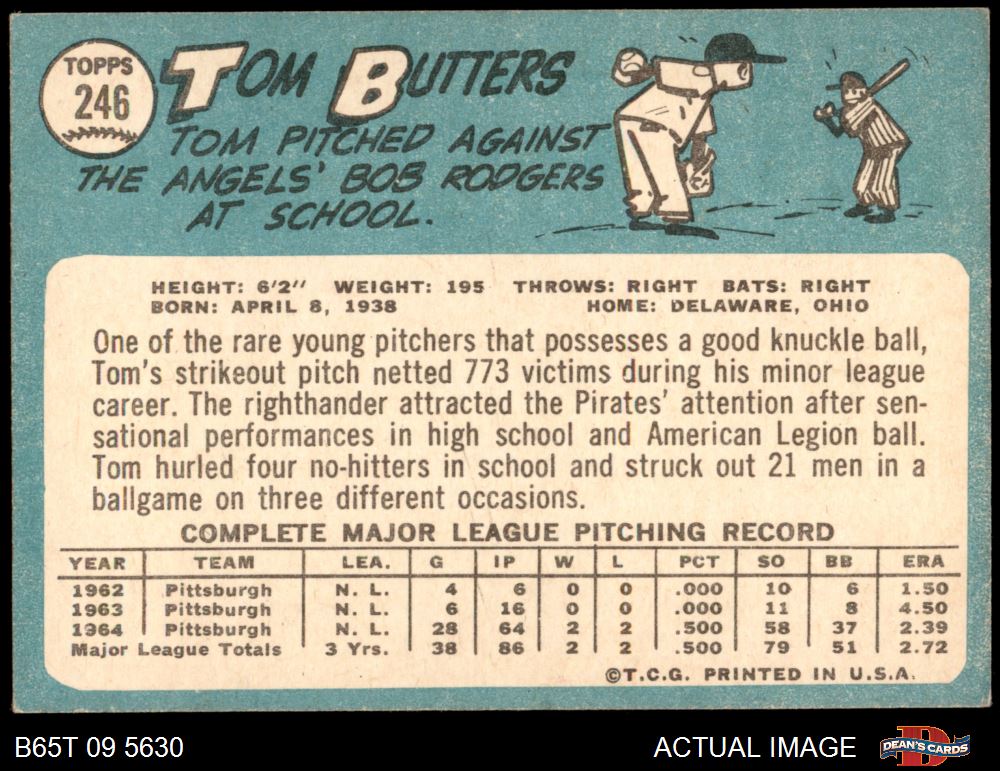 TOPPS
246
TOM BUTTERS
TOM PITCHED AGAINST
THE ANGELS' BOB RODGERS
AT SCHOOL.
HEIGHT: 6'2" WEIGHT: 195 THROWS: RIGHT BATS: RIGHT
BORN: APRIL 8, 1938 HOME: DELAWARE, OHIO
One of the rare young pitchers that possesses a good knuckle ball,
Tom's strikeout pitch netted 773 victims during his minor league
career. The righthander attracted the Pirates' attention after sen-
sational performances in high school and American Legion ball.
Tom hurled four no-hitters in school and struck out 21 men in a
ballgame on three different occasions.
COMPLETE MAJOR LEAGUE PITCHING RECORD
YEAR TEAM LEA. G IP W L PCT SO BB ERA
1962 Pittsburgh N. L. 4 6 0 0 .000 10 6 1.50
1963 Pittsburgh N. L. 6 16 0 0 .000 11 8 4.50
1964 Pittsburgh N. L. 28 64 2 2 .500 58 37 2.39
Major League Totals 3 Yrs. 38 86 2 2 .500 79 51 2.72
©T.C.G. PRINTED IN U.S.A.
B65T 09 5630 ACTUAL IMAGE DEAN'S CARDS